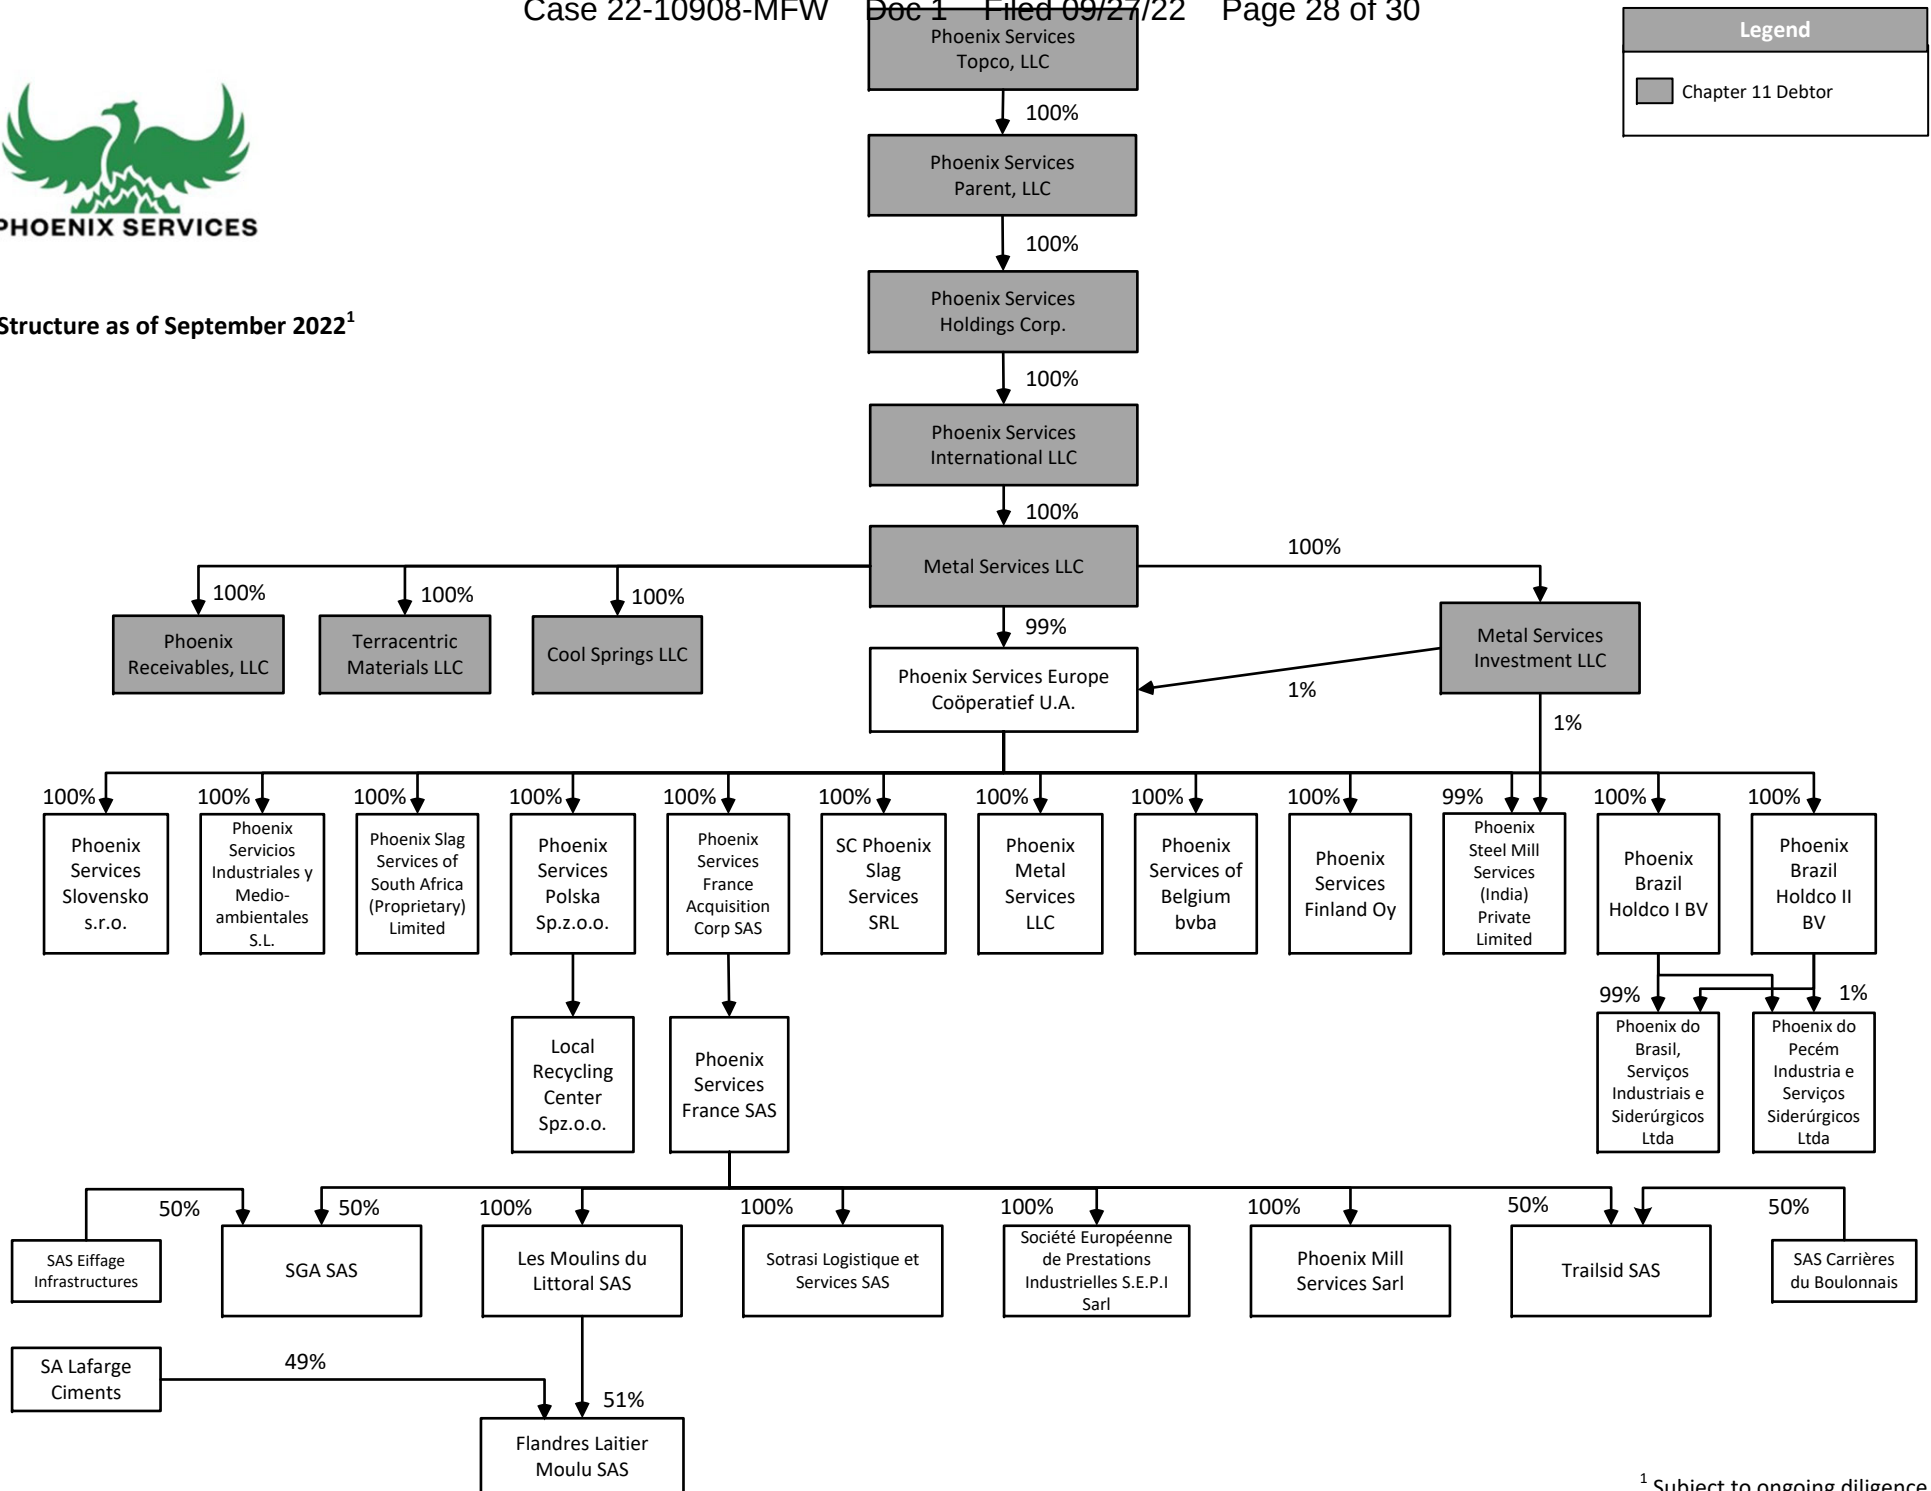 Case 22-10908-MFW Doc 1 Filed 09/27/22 Page 28 of 30
Legend
Chapter 11 Debtor
PHOENIX SERVICES
Structure as of September 2022¹
Phoenix Services
Topco, LLC
100%
Phoenix Services
Parent, LLC
100%
Phoenix Services
Holdings Corp.
100%
Phoenix Services
International LLC
100%
Metal Services LLC
100%
100%
100%
100%
99%
Phoenix
Receivables, LLC
Terracentric
Materials LLC
Cool Springs LLC
Phoenix Services Europe
Coöperatief U.A.
Metal Services
Investment LLC
1%
1%
100%
100%
100%
100%
100%
100%
100%
100%
100%
99%
100%
100%
Phoenix
Services
Slovensko
s.r.o.
Phoenix
Servicios
Industriales y
Medio-
ambientales
S.L.
Phoenix Slag
Services of
South Africa
(Proprietary)
Limited
Phoenix
Services
Polska
Sp.z.o.o.
Phoenix
Services
France
Acquisition
Corp SAS
SC Phoenix
Slag
Services
SRL
Phoenix
Metal
Services
LLC
Phoenix
Services of
Belgium
bvba
Phoenix
Services
Finland Oy
Phoenix
Steel Mill
Services
(India)
Private
Limited
Phoenix
Brazil
Holdco I BV
Phoenix
Brazil
Holdco II
BV
99%
1%
Local
Recycling
Center
Spz.o.o.
Phoenix
Services
France SAS
Phoenix do
Brasil,
Serviços
Industriais e
Siderúrgicos
Ltda
Phoenix do
Pecém
Industria e
Serviços
Siderúrgicos
Ltda
50%
50%
100%
100%
100%
100%
50%
50%
SAS Eiffage
Infrastructures
SGA SAS
Les Moulins du
Littoral SAS
Sotrasi Logistique et
Services SAS
Société Européenne
de Prestations
Industrielles S.E.P.I
Sarl
Phoenix Mill
Services Sarl
Trailsid SAS
SAS Carrières
du Boulonnais
SA Lafarge
Ciments
49%
51%
Flandres Laitier
Moulu SAS
¹ Subject to ongoing diligence